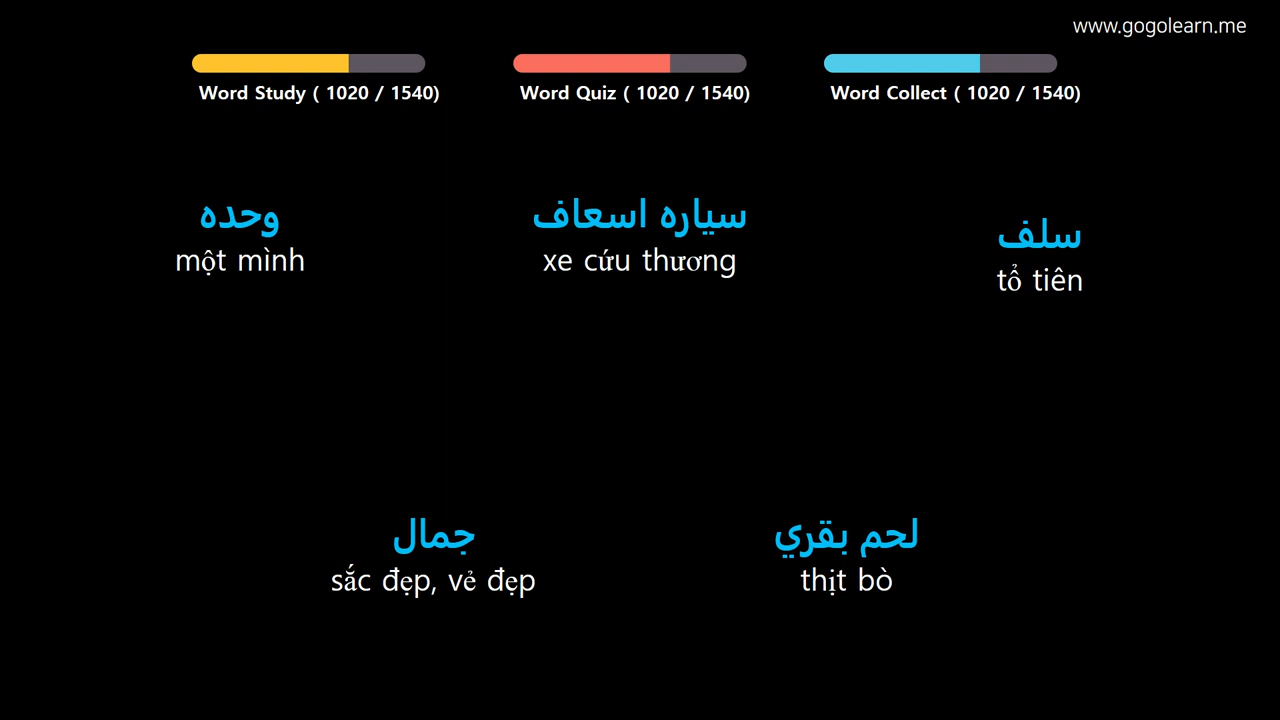 www.gogolearn.me
Word Study ( 1020 / 1540)
Word Quiz ( 1020 / 1540)
Word Collect ( 1020 / 1540)
وحده
một mình
سياره اسعاف
xe cứu thương
سلف
tổ tiên
جمال
sắc đẹp, vẻ đẹp
لحم بقري
thịt bò